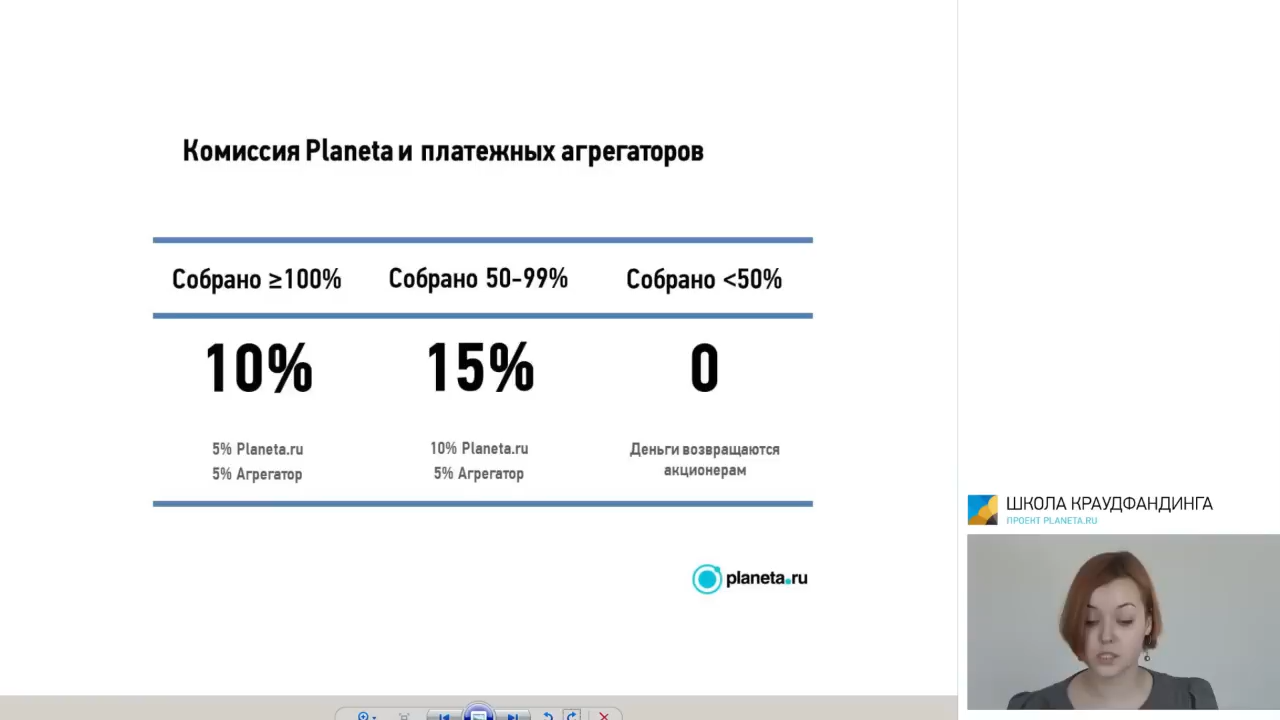 Комиссия Planeta и платежных агрегаторов
Собрано ≥100% Собрано 50-99% Собрано <50%
10% 15% 0
5% Planeta.ru 10% Planeta.ru Деньги возвращаются
5% Агрегатор 5% Агрегатор акционерам
planeta.ru
ШКОЛА КРАУДФАНДИНГА
ПРОЕКТ PLANETA.RU